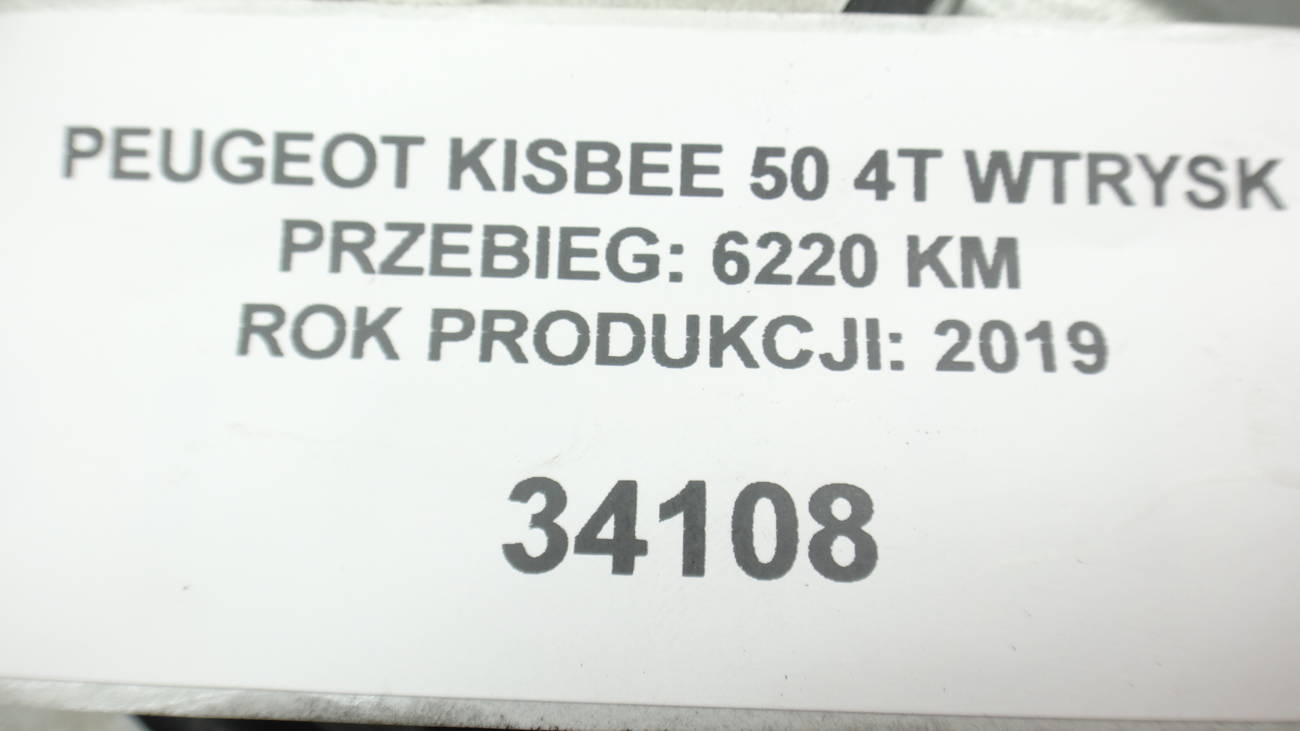 PEUGEOT KISBEE 50 4T WTRYSK
PRZEBIEG: 6220 KM
ROK PRODUKCJI: 2019
34108